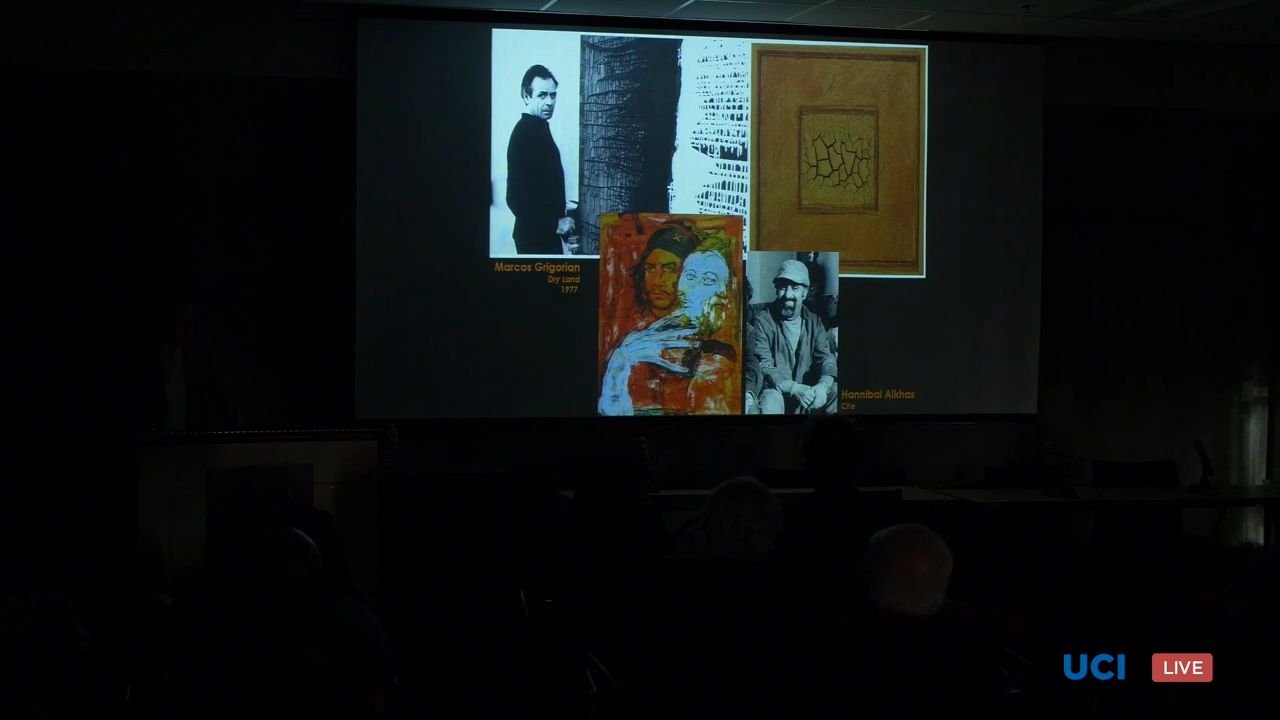 Marcos Grigorian
Dry Land
1977
Hannibal Alkhas
Che
UCI
LIVE